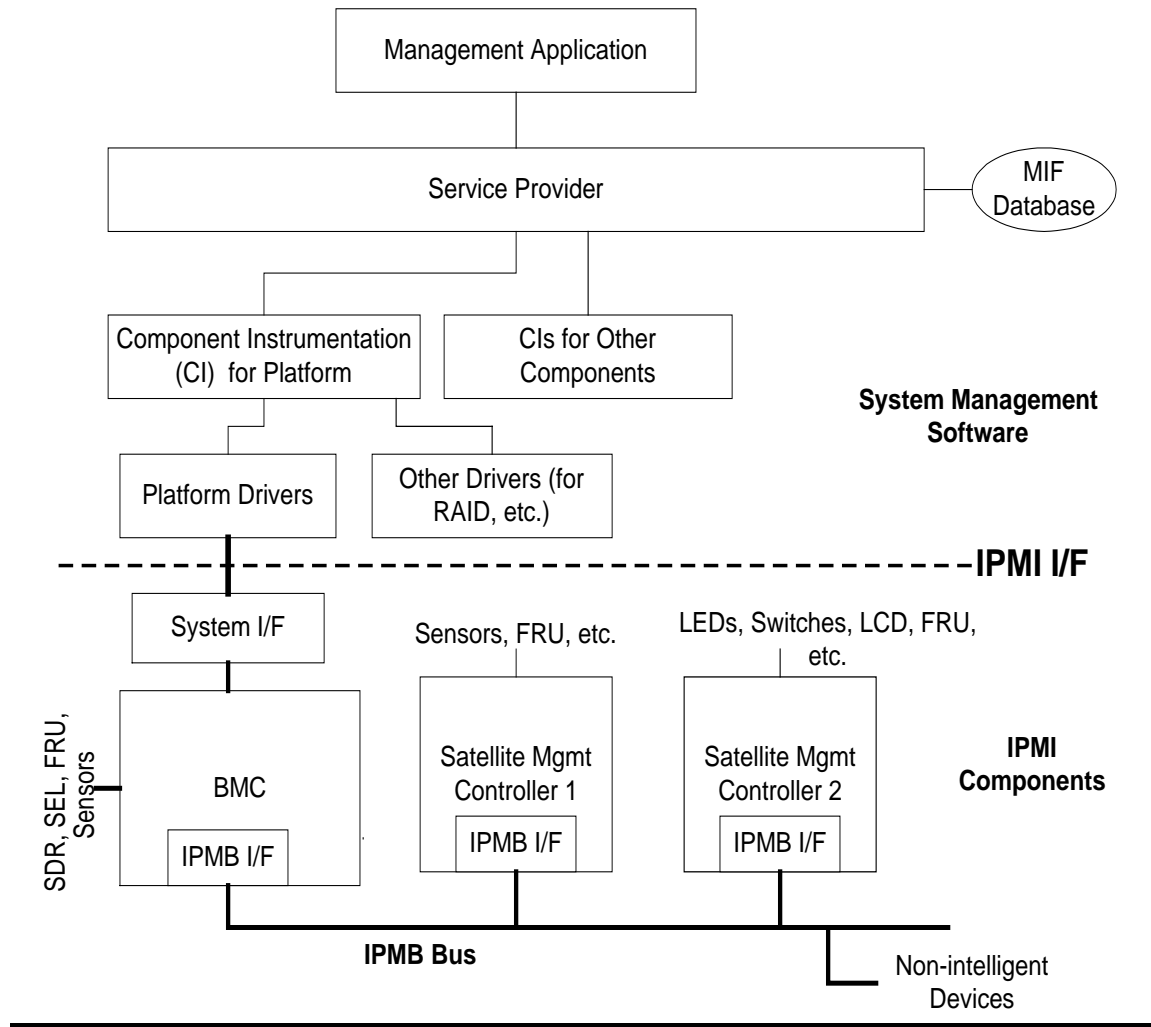 Management Application
Service Provider
MIF
Database
Component Instrumentation
(CI) for Platform
CIs for Other
Components
System Management
Software
Platform Drivers
Other Drivers (for
RAID, etc.)
IPMI I/F
System I/F
Sensors, FRU, etc.
LEDs, Switches, LCD, FRU,
etc.
SDR, SEL, FRU,
Sensors
BMC
Satellite Mgmt
Controller 1
Satellite Mgmt
Controller 2
IPMI
Components
IPMB I/F
IPMB I/F
IPMB I/F
IPMB Bus
Non-intelligent
Devices